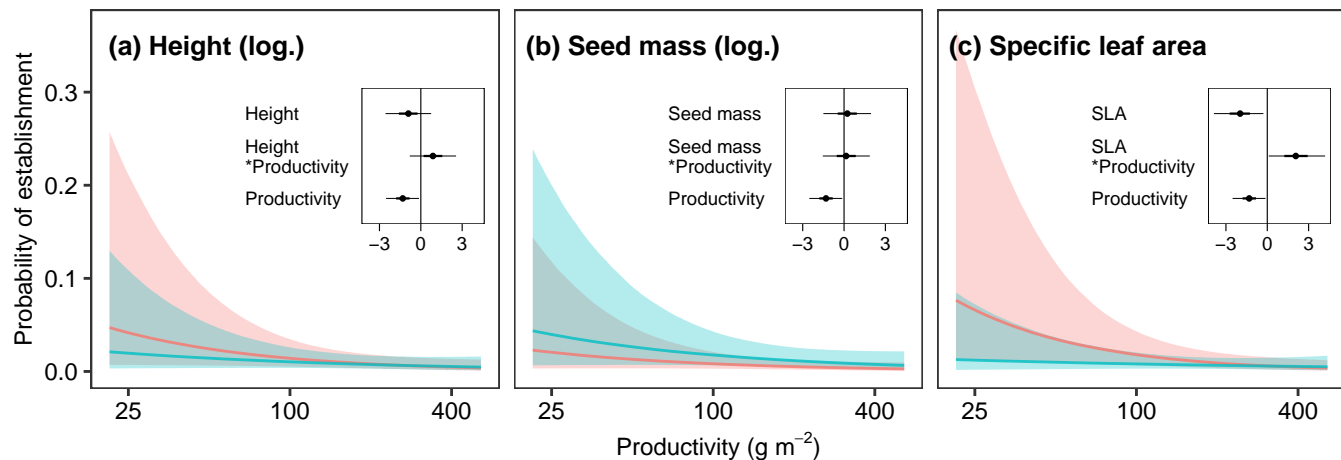 (a) Height (log.)
(b) Seed mass (log.)
(c) Specific leaf area
Probability of establishment
0.3
0.2
0.1
0.0
Height
Height
*Productivity
Productivity
−3 0 3
Seed mass
Seed mass
*Productivity
Productivity
−3 0 3
SLA
SLA
*Productivity
Productivity
−3 0 3
25 100 400
25 100 400
25 100 400
Productivity (g m⁻²)